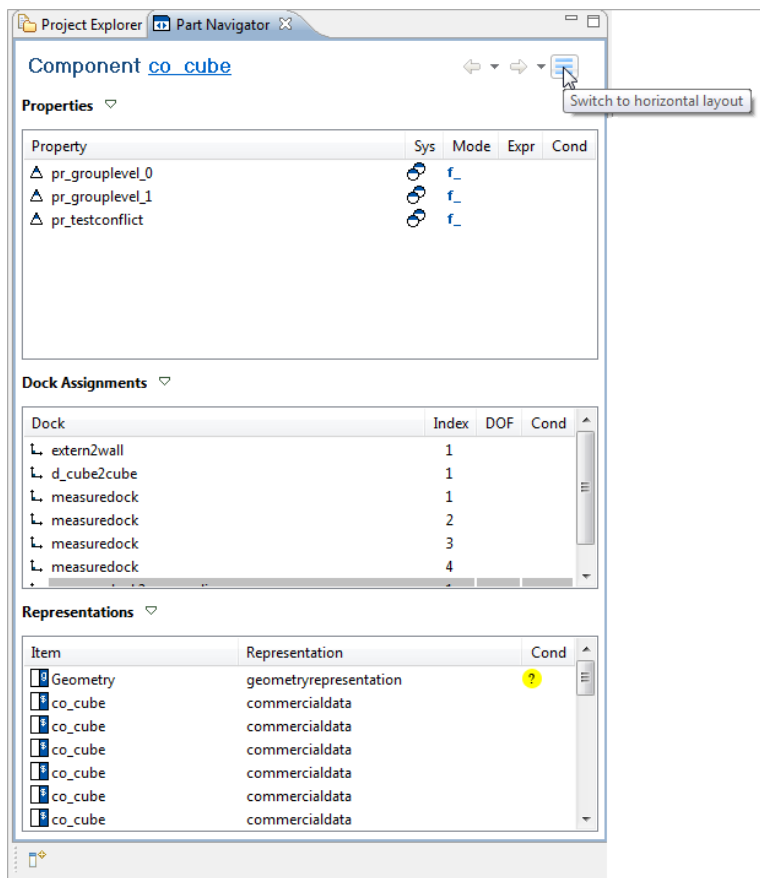 Project Explorer Part Navigator
Component co_cube
Switch to horizontal layout
Properties
Property Sys Mode Expr Cond
pr_grouplevel_0 f_
pr_grouplevel_1 f_
pr_testconflict f_
Dock Assignments
Dock Index DOF Cond
extern2wall 1
d_cube2cube 1
measuredock 1
measuredock 2
measuredock 3
measuredock 4
Representations
Item Representation Cond
Geometry geometryrepresentation ?
co_cube commercialdata
co_cube commercialdata
co_cube commercialdata
co_cube commercialdata
co_cube commercialdata
co_cube commercialdata